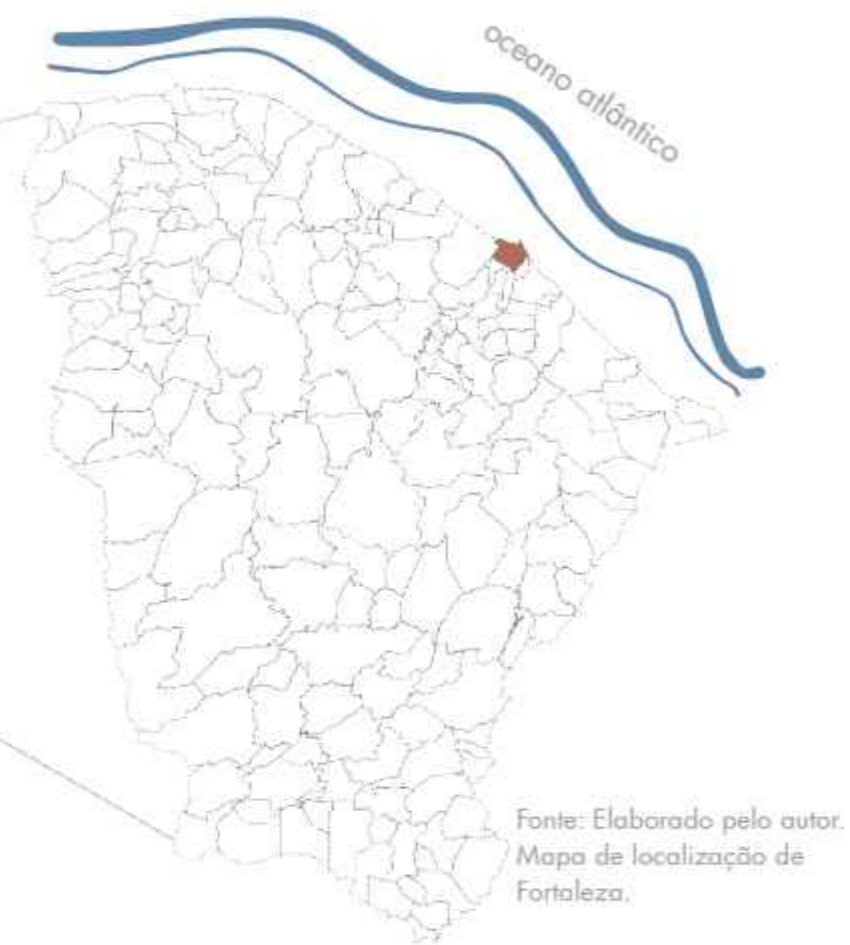 oceano atlântico
Fonte: Elaborado pelo autor.
Mapa de localização de
Fortaleza.